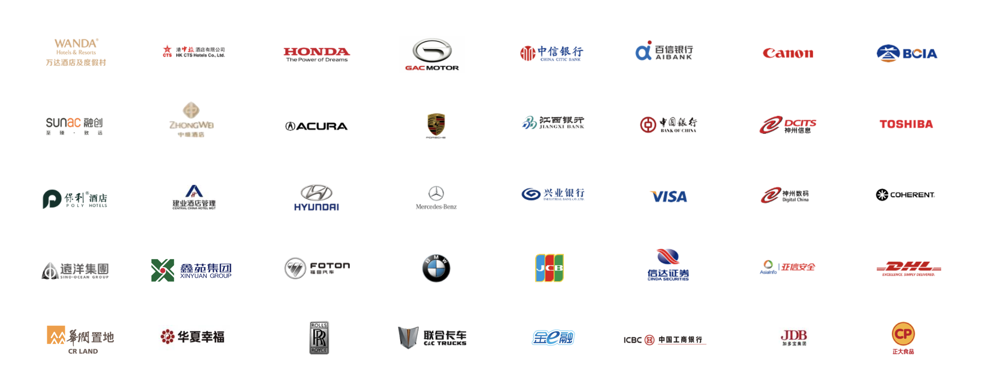 WANDA®
Hotels & Resorts
万达酒店及度假村
CTS
港中旅酒店有限公司
HK CTS Hotels Co., Ltd.
HONDA
The Power of Dreams
GAC MOTOR
中信银行
CHINA CITIC BANK
百信银行
AIBANK
Canon
BCIA
sunac 融创
至 臻 · 致 远
ZHONGWEI
中维酒店
ACURA
PORSCHE
江西银行
JIANGXI BANK
中国银行
BANK OF CHINA
DCITS
神州信息
TOSHIBA
保利®酒店
POLY HOTELS
建业酒店管理
CENTRAL CHINA HOTEL MGT
HYUNDAI
Mercedes-Benz
兴业银行
INDUSTRIAL BANK CO.,LTD.
VISA
神州数码
Digital China
COHERENT
遠洋集團
SINO-OCEAN GROUP
鑫苑集团
XINYUAN GROUP
FOTON
福田汽车
BMW
JCB
信达证券
CINDA SECURITIES
AsiaInfo
亚信安全
DHL
EXCELLENCE. SIMPLY DELIVERED.
華潤置地
CR LAND
华夏幸福
ROLLS
RR
ROYCE
联合卡车
C&C TRUCKS
金e融
ICBC 中国工商银行
JDB
加多宝集团
CP
正大食品